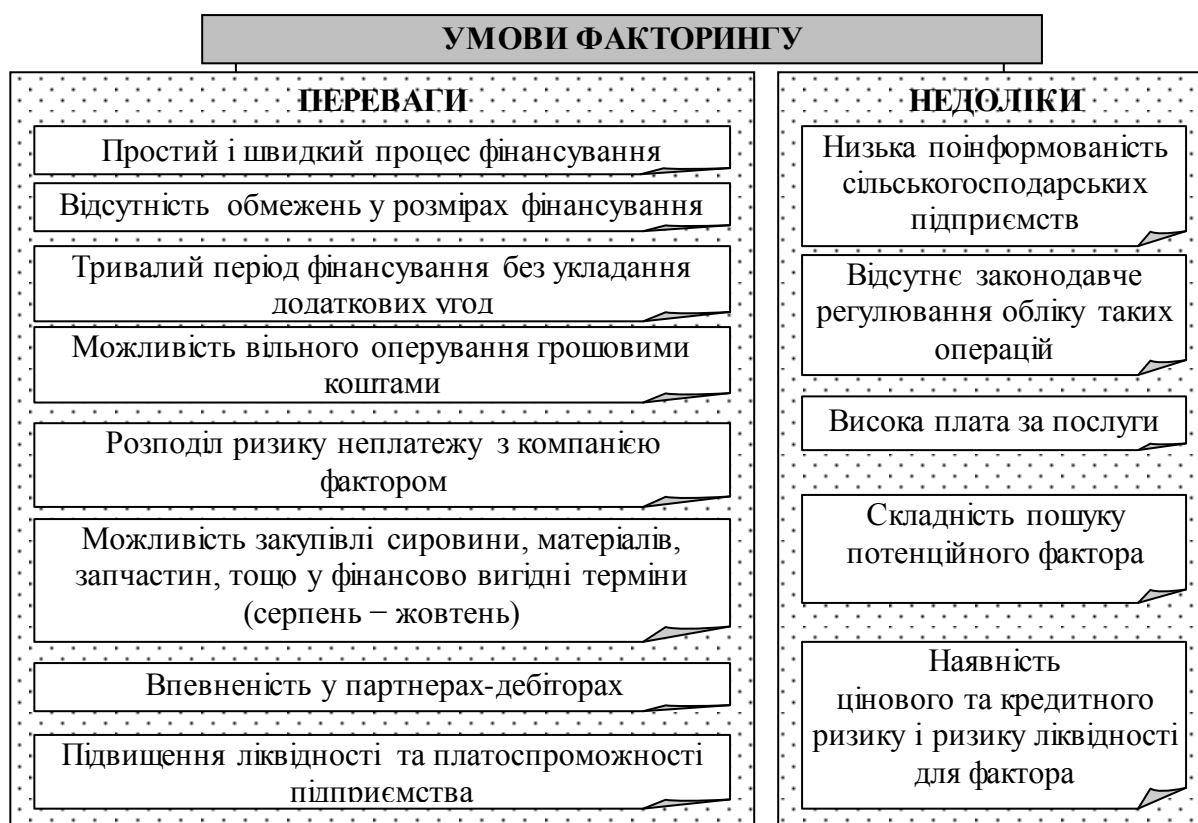 УМОВИ ФАКТОРИНГУ
ПЕРЕВАГИ
Простий і швидкий процес фінансування
Відсутність обмежень у розмірах фінансування
Тривалий період фінансування без укладання
додаткових угод
Можливість вільного оперування грошовими
коштами
Розподіл ризику неплатежу з компанією
фактором
Можливість закупівлі сировини, матеріалів,
запчастин, тощо у фінансово вигідні терміни
(серпень – жовтень)
Впевненість у партнерах-дебіторах
Підвищення ліквідності та платоспроможності
підприємства
НЕДОЛІКИ
Низька поінформованість
сільськогосподарських
підприємств
Відсутнє законодавче
регулювання обліку таких
операцій
Висока плата за послуги
Складність пошуку
потенційного фактора
Наявність
цінового та кредитного
ризику і ризику ліквідності
для фактора